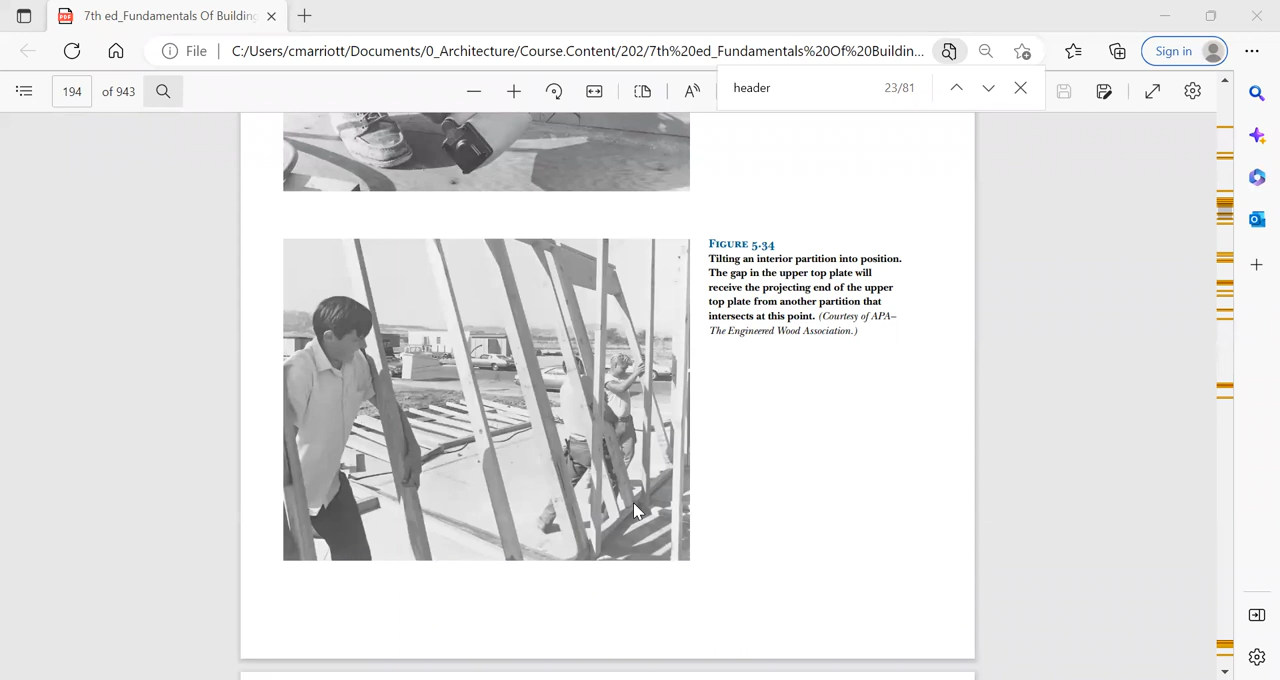 7th ed_Fundamentals Of Building
File
C:/Users/cmarriott/Documents/0_Architecture/Course.Content/202/7th%20ed_Fundamentals%20Of%20Buildin...
Sign in
194 of 943
header 23/81
FIGURE 5.34
Tilting an interior partition into position.
The gap in the upper top plate will
receive the projecting end of the upper
top plate from another partition that
intersects at this point. (Courtesy of APA–
The Engineered Wood Association.)